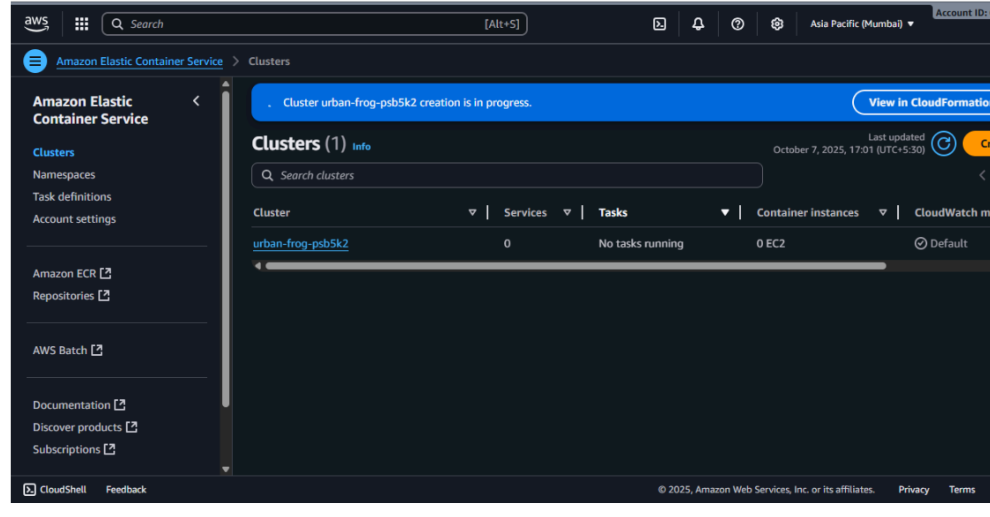 aws Search [Alt+S] Asia Pacific (Mumbai) Account ID:
Amazon Elastic Container Service > Clusters
Amazon Elastic Container Service
Clusters
Namespaces
Task definitions
Account settings
Amazon ECR
Repositories
AWS Batch
Documentation
Discover products
Subscriptions
. Cluster urban-frog-psb5k2 creation is in progress. View in CloudFormatio
Clusters (1) Info
Last updated
October 7, 2025, 17:01 (UTC+5:30)
Cr
Search clusters
Cluster Services Tasks Container instances CloudWatch m
urban-frog-psb5k2 0 No tasks running 0 EC2 Default
CloudShell Feedback © 2025, Amazon Web Services, Inc. or its affiliates. Privacy Terms